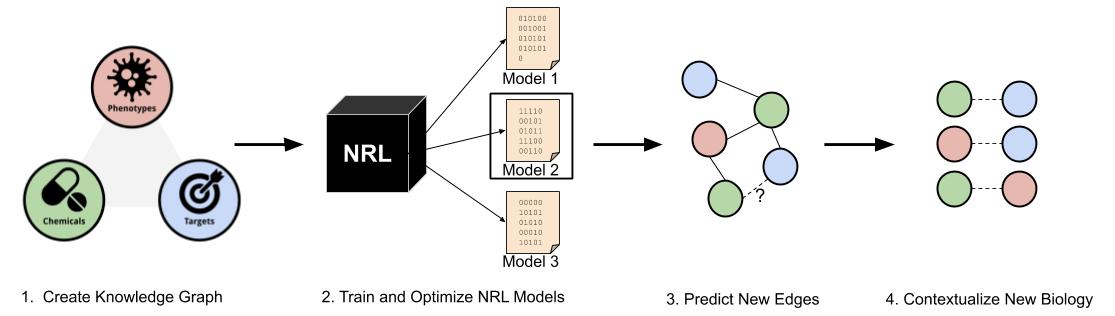 Phenotypes
Chemicals
Targets
NRL
010100
001001
010101
010101
0
Model 1
11110
00101
01011
11100
00110
Model 2
00000
10101
01010
00010
10101
Model 3
?
1. Create Knowledge Graph
2. Train and Optimize NRL Models
3. Predict New Edges
4. Contextualize New Biology